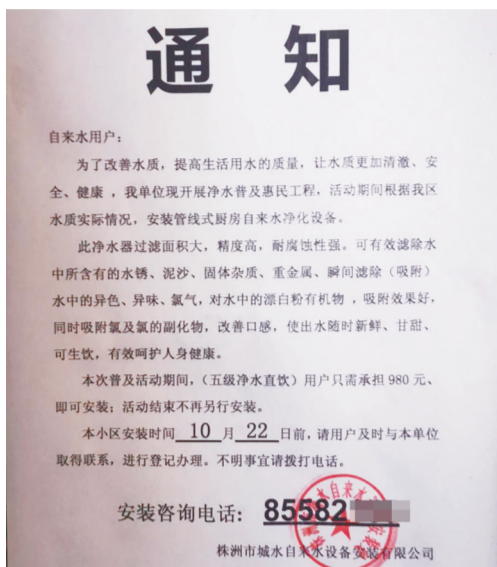 通 知
自来水用户：
为了改善水质，提高生活用水的质量，让水质更加清澈、安
全、健康 ，我单位现开展净水普及惠民工程，活动期间根据我区
水质实际情况，安装管线式厨房自来水净化设备。
此净水器过滤面积大，精度高，耐腐蚀性强。可有效滤除水
中所含有的水锈、泥沙、固体杂质、重金属、瞬间滤除（吸附）
水中的异色、异味、氯气，对水中的漂白粉有机物 ，吸附效果好，
同时吸附氯及氯的副化物，改善口感，使出水随时新鲜、甘甜、
可生饮，有效呵护人身健康。
本次普及活动期间，（五级净水直饮）用户只需承担 980 元、
即可安装；活动结束不再另行安装。
本小区安装时间 10 月 22 日前，请用户及时与本单位
取得联系，进行登记办理。不明事宜请拨打电话。
安装咨询电话： 85582
株洲市城水自来水设备安装有限公司